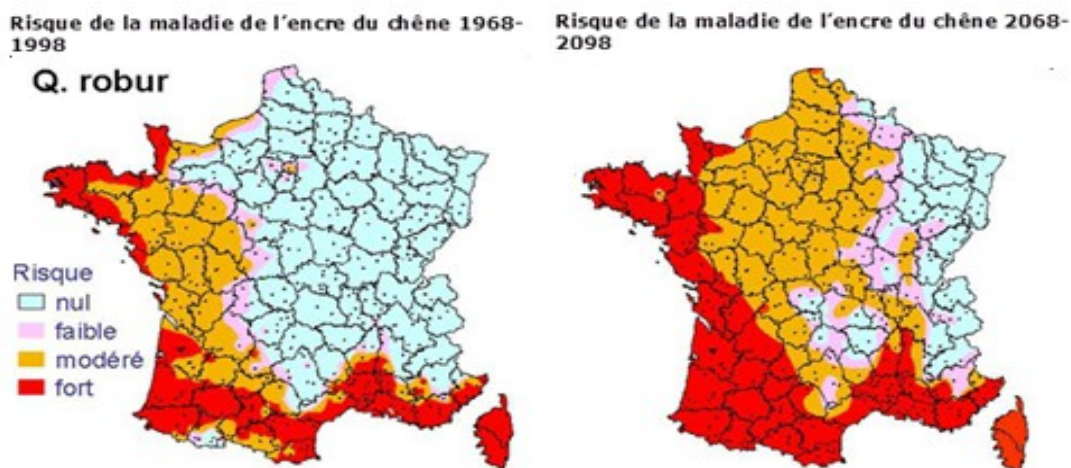 Risque de la maladie de l'encre du chêne 1968-
1998
Q. robur
Risque
nul
faible
modéré
fort
Risque de la maladie de l'encre du chêne 2068-
2098